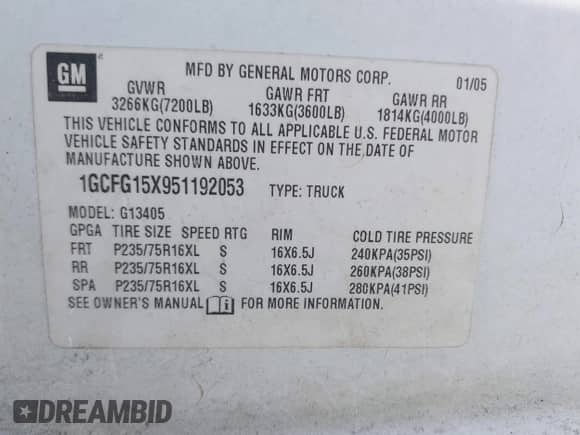 GM
MFD BY GENERAL MOTORS CORP. 01/05
GVWR GAWR FRT GAWR RR
3266KG(7200LB) 1633KG(3600LB) 1814KG(4000LB)
THIS VEHICLE CONFORMS TO ALL APPLICABLE U.S. FEDERAL MOTOR
VEHICLE SAFETY STANDARDS IN EFFECT ON THE DATE OF
MANUFACTURE SHOWN ABOVE.
1GCFG15X951192053 TYPE: TRUCK
MODEL: G13405
GPGA TIRE SIZE SPEED RTG RIM COLD TIRE PRESSURE
FRT P235/75R16XL S 16X6.5J 240KPA(35PSI)
RR P235/75R16XL S 16X6.5J 260KPA(38PSI)
SPA P235/75R16XL S 16X6.5J 280KPA(41PSI)
SEE OWNER'S MANUAL FOR MORE INFORMATION.
DREAMBID